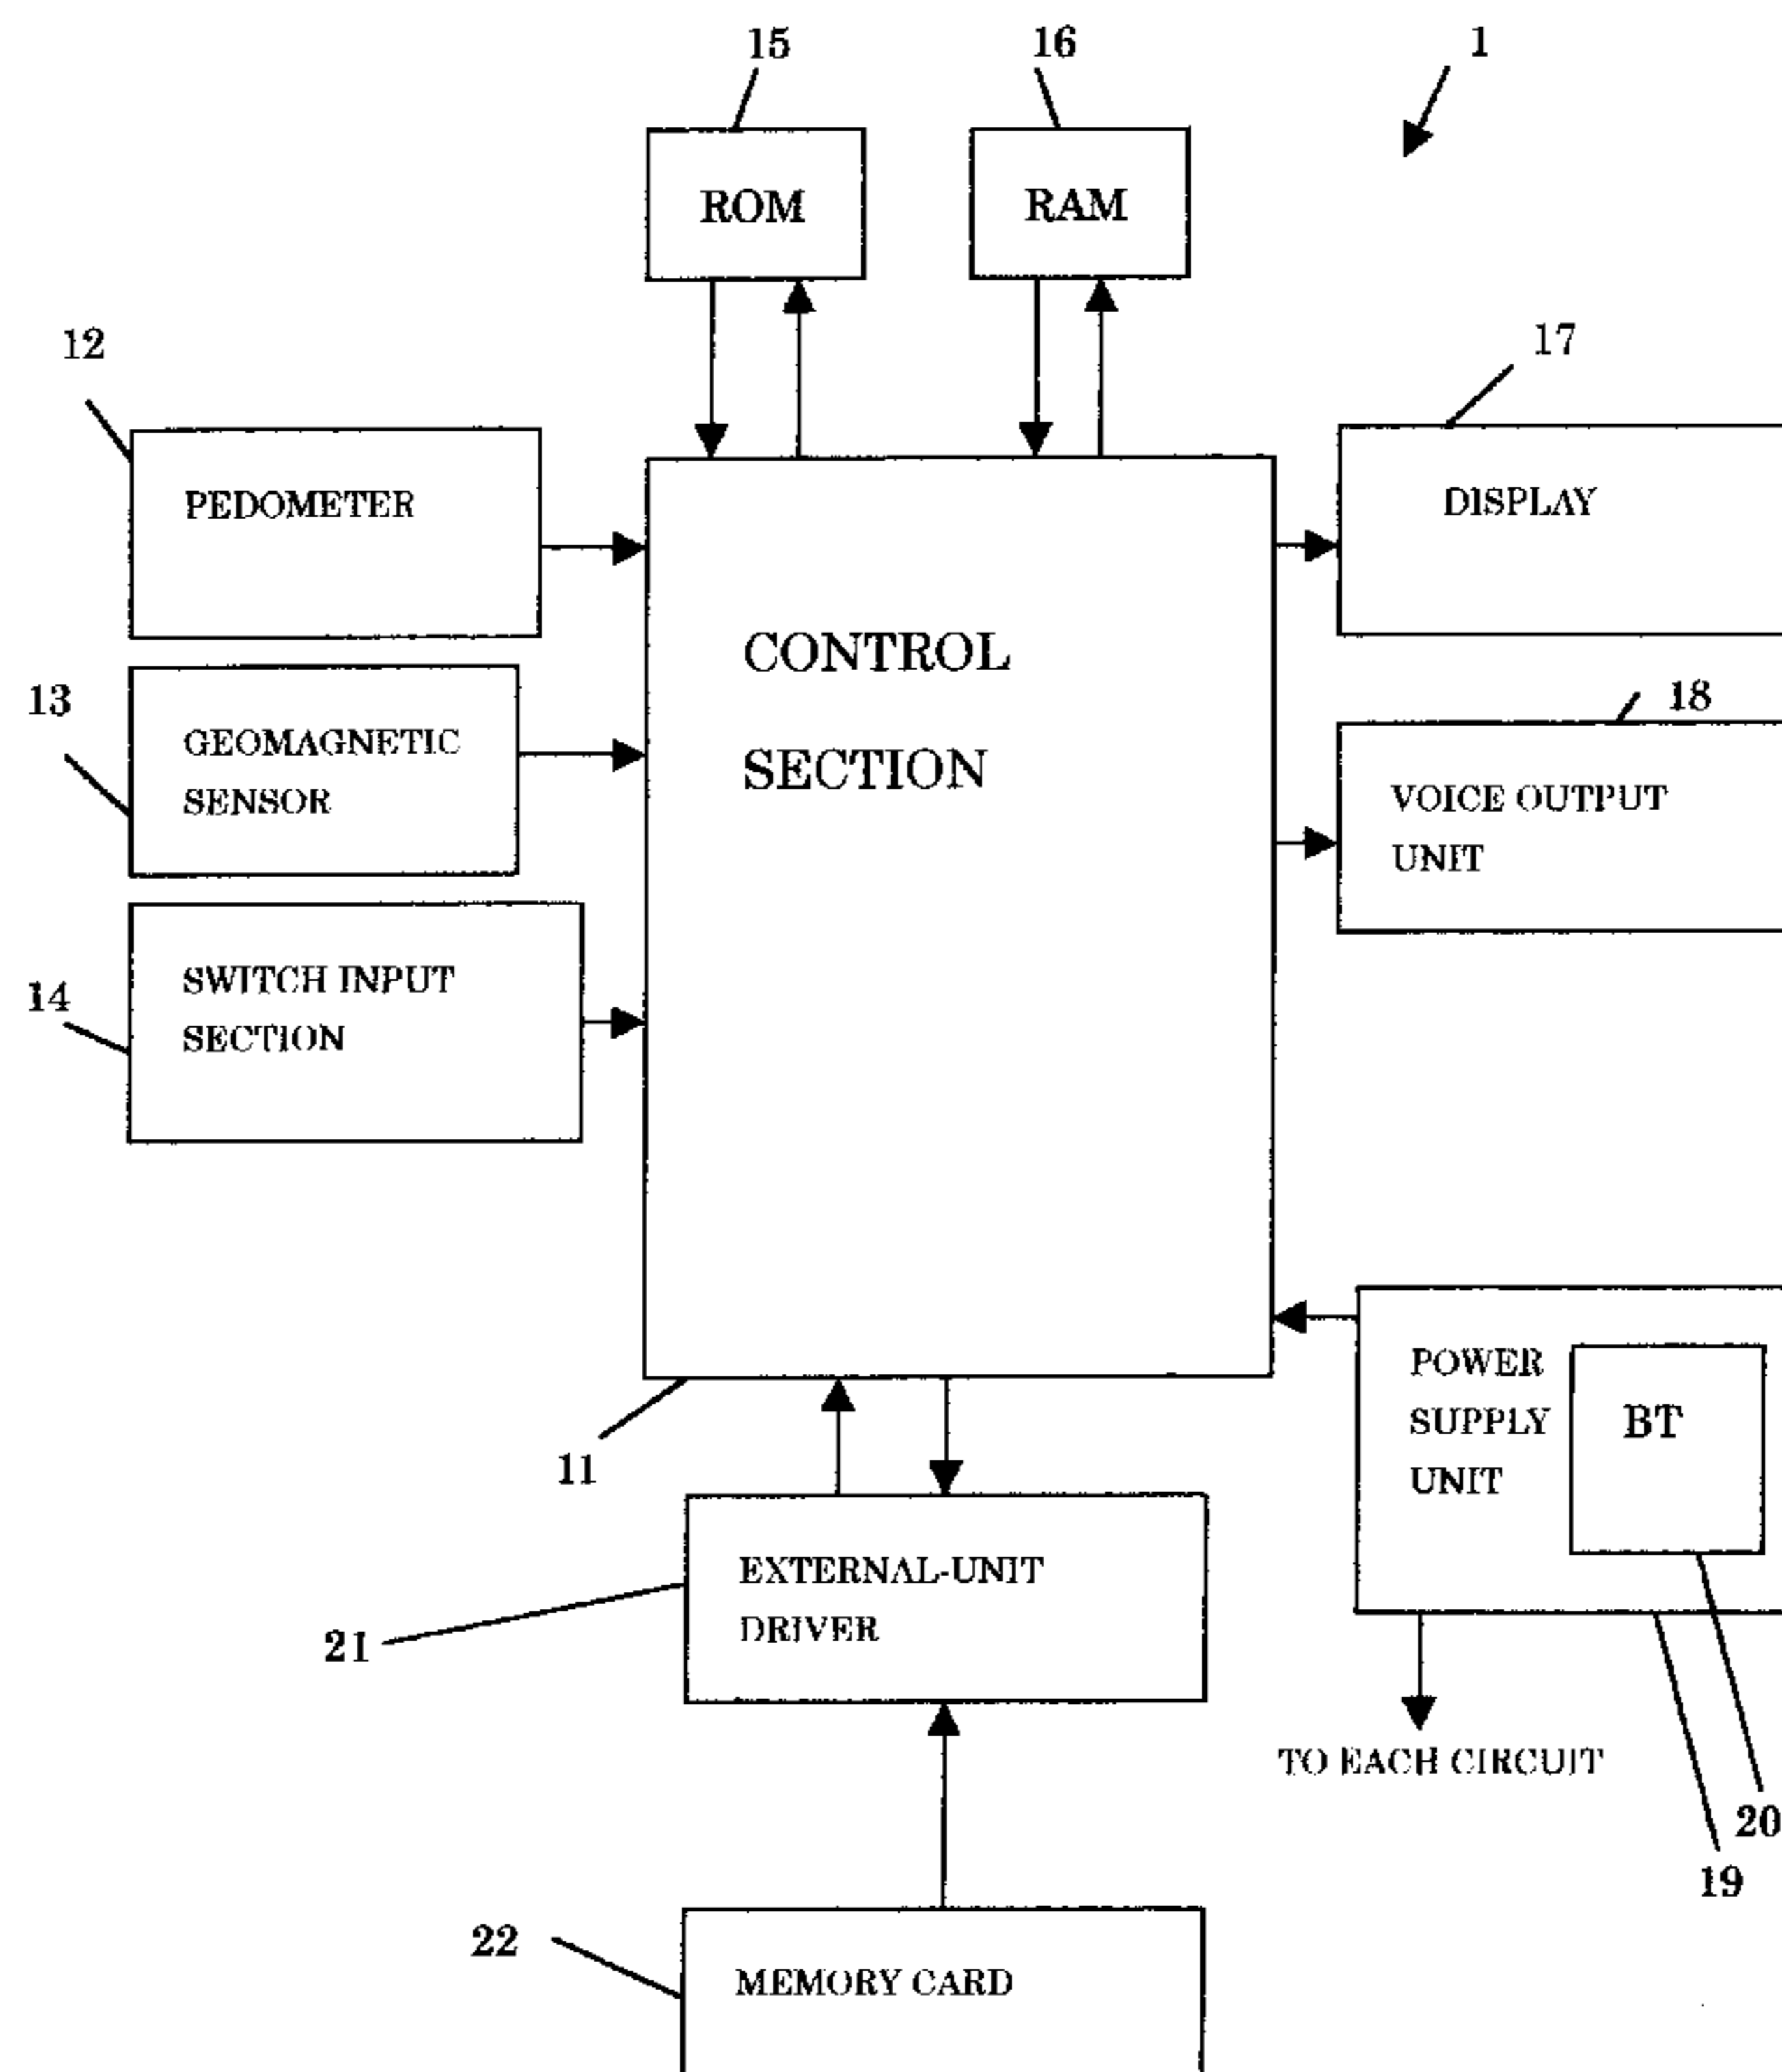 15
16
1
ROM
RAM
12
17
PEDOMETER
DISPLAY
CONTROL
SECTION
13
GEOMAGNETIC
SENSOR
18
VOICE OUTPUT
UNIT
14
SWITCH INPUT
SECTION
POWER
SUPPLY
UNIT
BT
11
EXTERNAL-UNIT
DRIVER
21
TO EACH CIRCUIT
20
19
22
MEMORY CARD